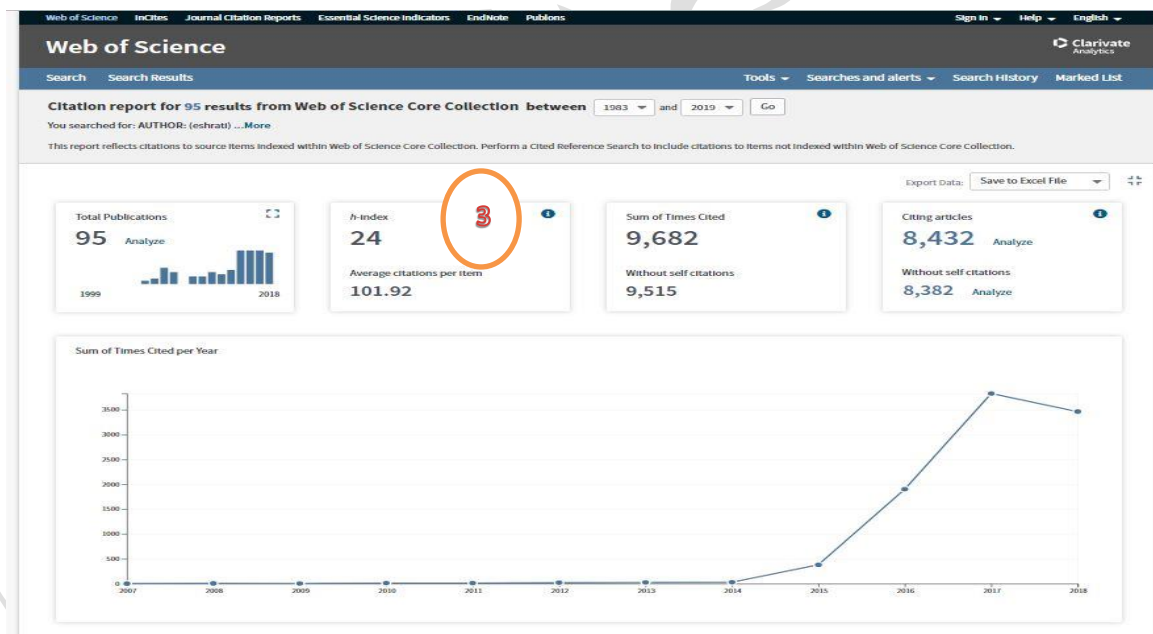 Web of Science InCites Journal Citation Reports Essential Science Indicators EndNote Publons Sign In Help English
Web of Science
Clarivate
Analytics
Search Search Results Tools Searches and alerts Search History Marked List
Citation report for 95 results from Web of Science Core Collection between 1983 and 2019 Go
You searched for: AUTHOR: (eshrati) ...More
This report reflects citations to source items indexed within Web of Science Core Collection. Perform a Cited Reference Search to include citations to items not indexed within Web of Science Core Collection.
Export Data: Save to Excel File
Total Publications
95 Analyze
1999 2018
h-index
24
3
Average citations per item
101.92
Sum of Times Cited
9,682
Without self citations
9,515
Citing articles
8,432 Analyze
Without self citations
8,382 Analyze
Sum of Times Cited per Year
3500
3000
2500
2000
1500
1000
500
0
2007 2008 2009 2010 2011 2012 2013 2014 2015 2016 2017 2018